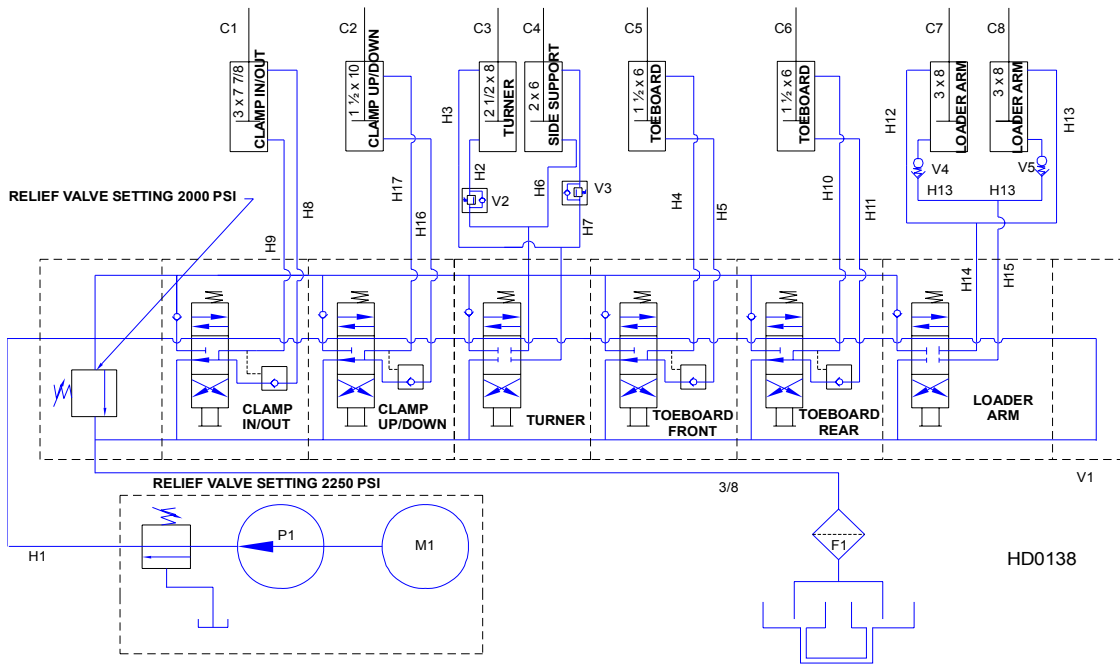 C1
C2
C3
C4
C5
C6
C7
C8
3 x 7 7/8
CLAMP IN/OUT
1 ½ x 10
CLAMP UP/DOWN
2 1/2 x 8
TURNER
2 x 6
SIDE SUPPORT
1 ½ x 6
TOEBOARD
1 ½ x 6
TOEBOARD
3 x 8
LOADER ARM
3 x 8
LOADER ARM
H3
H12
H13
V4
V5
H2
H6
H17
H4
H10
H13
H13
RELIEF VALVE SETTING 2000 PSI
V2
V3
H8
H16
H7
H5
H11
H9
H14
H15
CLAMP
IN/OUT
CLAMP
UP/DOWN
TURNER
TOEBOARD
FRONT
TOEBOARD
REAR
LOADER
ARM
RELIEF VALVE SETTING 2250 PSI
3/8
V1
P1
M1
F1
H1
HD0138